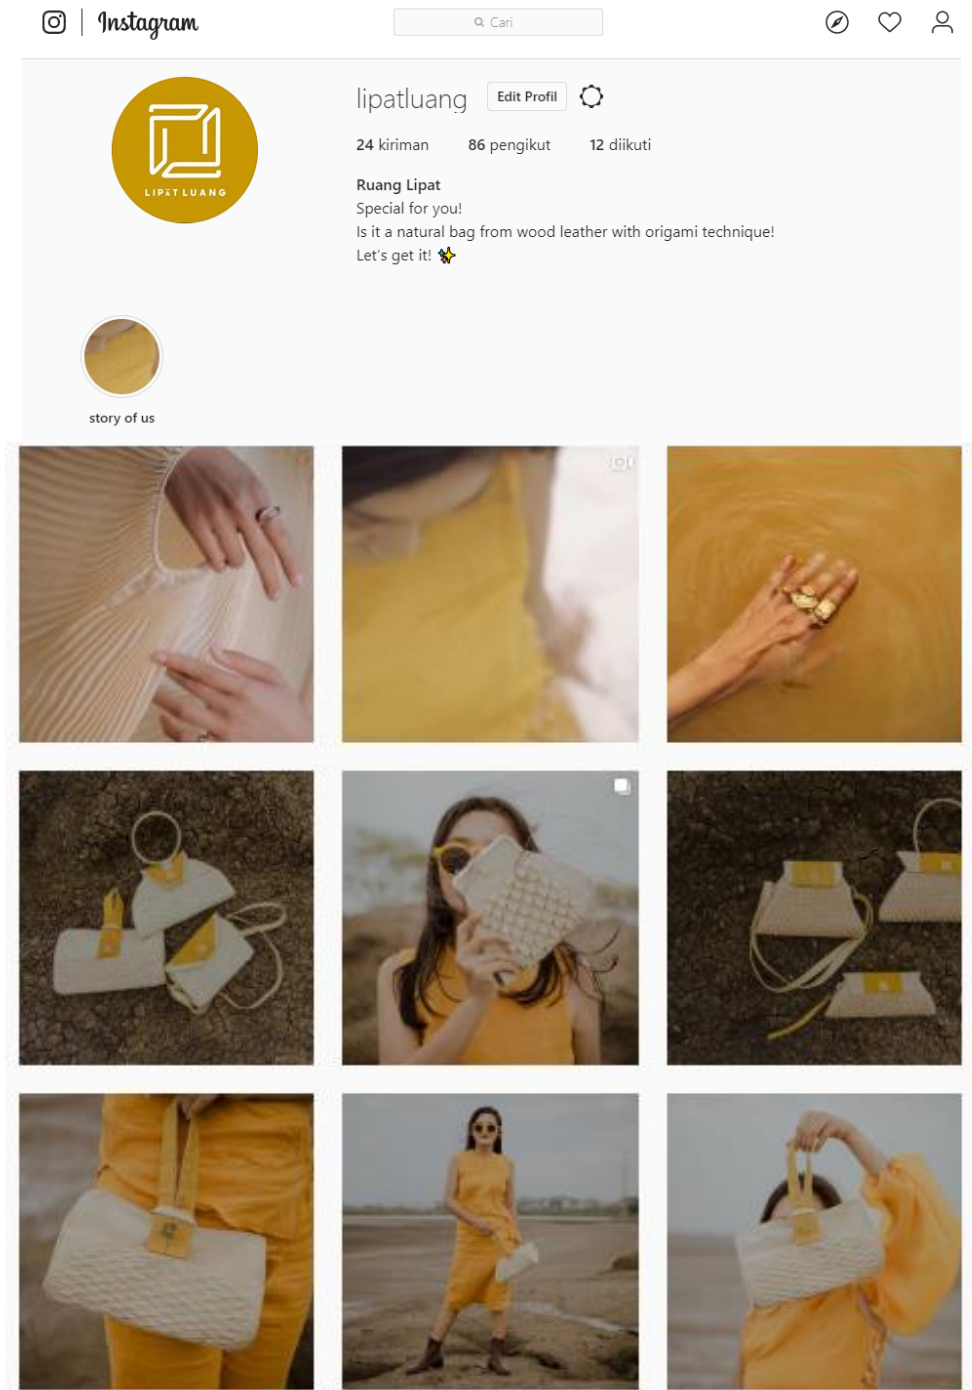 Instagram
Cari
lipatluang Edit Profil
24 kiriman 86 pengikut 12 diikuti
LIPAT LUANG
Ruang Lipat
Special for you!
Is it a natural bag from wood leather with origami technique!
Let's get it! ✨
story of us